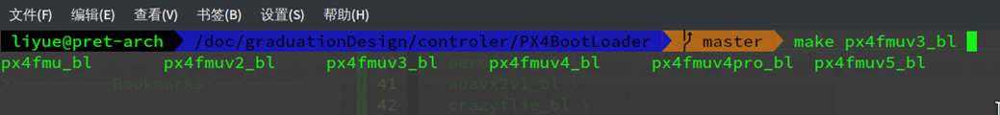 文件(F) 编辑(E) 查看(V) 书签(B) 设置(S) 帮助(H)
liyue@pret-arch /doc/graduationDesign/controler/PX4BootLoader master make px4fmuv3_bl
px4fmu_bl px4fmuv2_bl px4fmuv3_bl px4fmuv4_bl px4fmuv4pro_bl px4fmuv5_bl
>----------Bookmarks---------- 41 auavx2v1_bl \
42 crazyflie_bl \